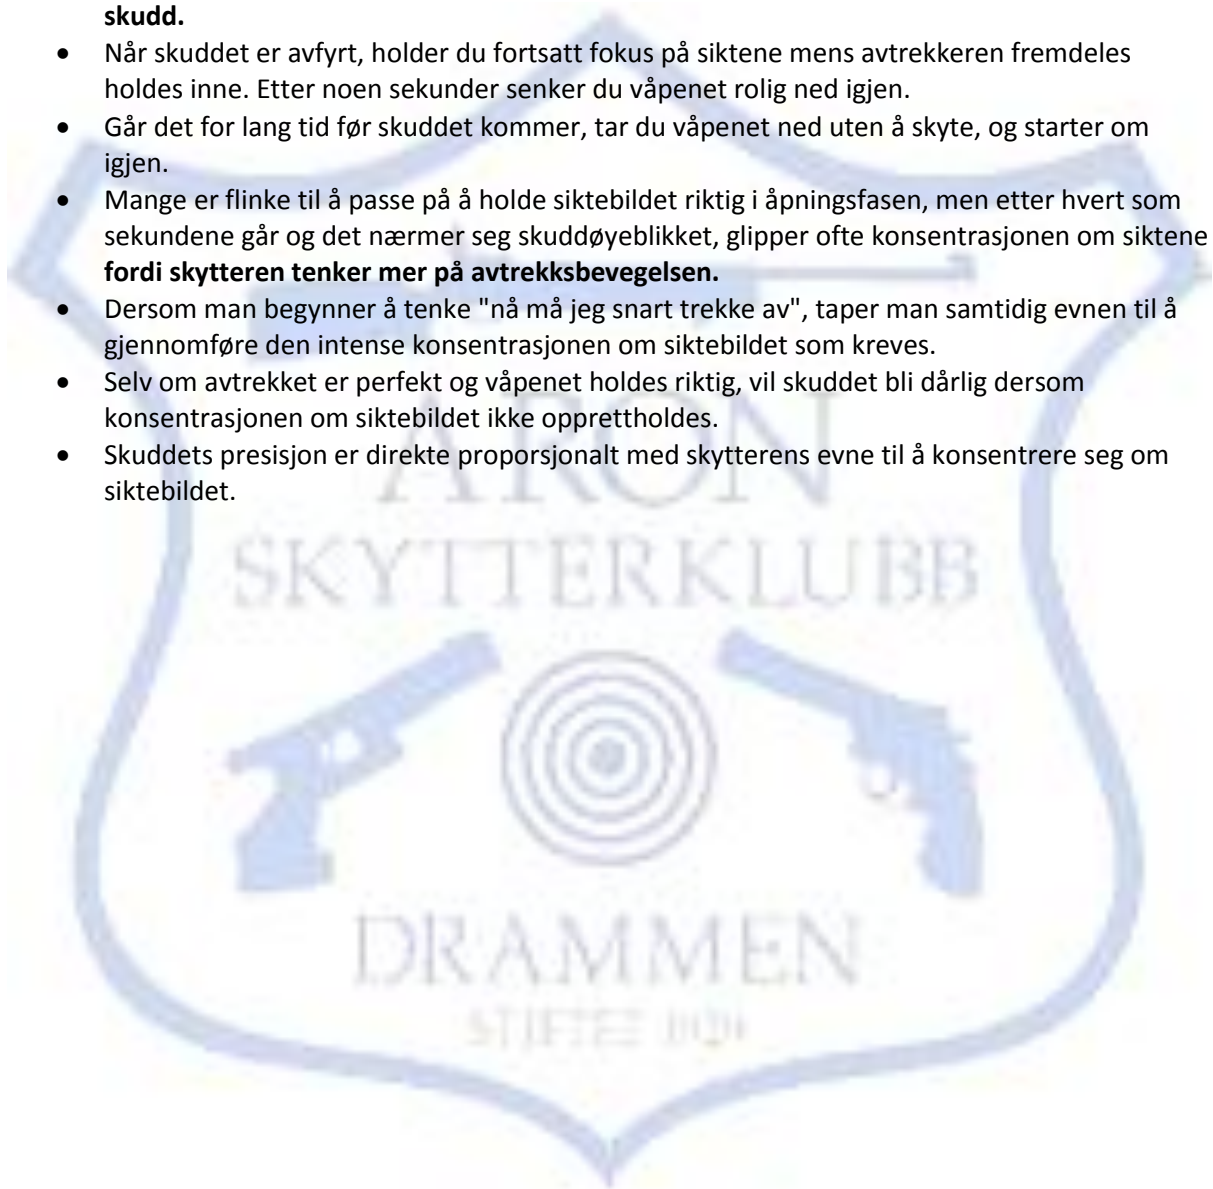 skudd.
• Når skuddet er avfyrt, holder du fortsatt fokus på siktene mens avtrekkeren fremdeles
holdes inne. Etter noen sekunder senker du våpenet rolig ned igjen.
• Går det for lang tid før skuddet kommer, tar du våpenet ned uten å skyte, og starter om
igjen.
• Mange er flinke til å passe på å holde siktebildet riktig i åpningsfasen, men etter hvert som
sekundene går og det nærmer seg skuddøyeblikket, glipper ofte konsentrasjonen om siktene
fordi skytteren tenker mer på avtrekksbevegelsen.
• Dersom man begynner å tenke "nå må jeg snart trekke av", taper man samtidig evnen til å
gjennomføre den intense konsentrasjonen om siktebildet som kreves.
• Selv om avtrekket er perfekt og våpenet holdes riktig, vil skuddet bli dårlig dersom
konsentrasjonen om siktebildet ikke opprettholdes.
• Skuddets presisjon er direkte proporsjonalt med skytterens evne til å konsentrere seg om
siktebildet.
ARON
SKYTTERKLUBB
DRAMMEN
STIFTET